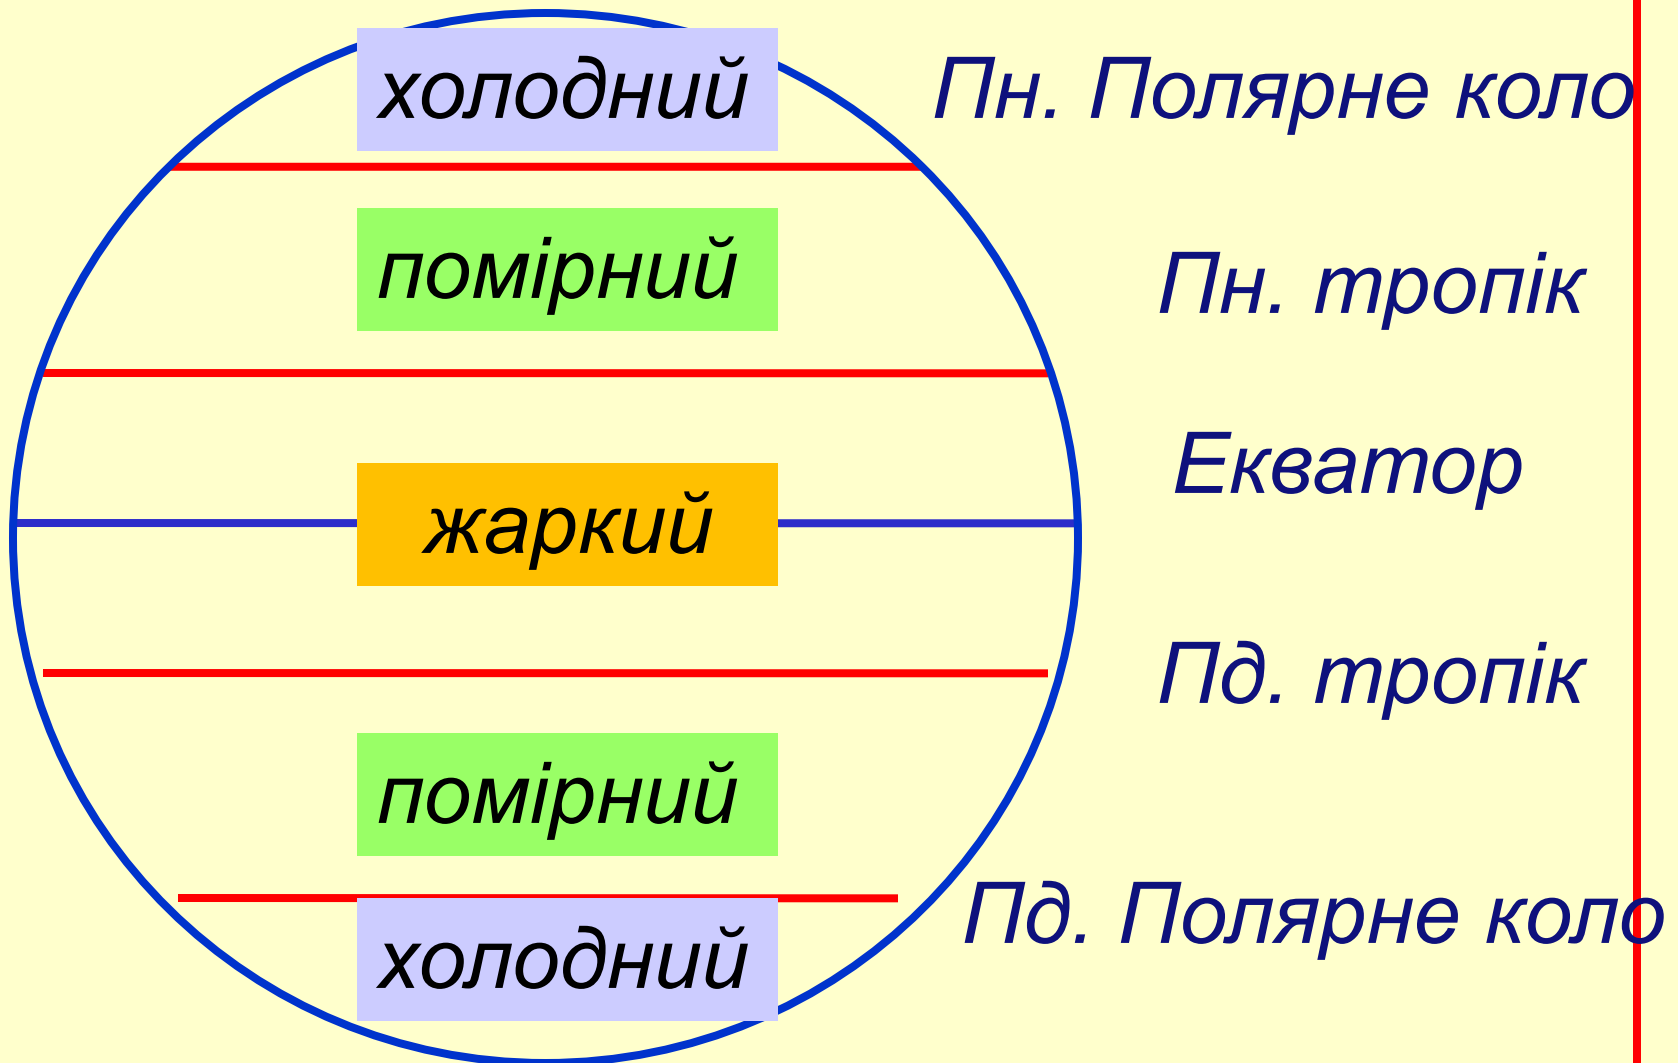 холодний
Пн. Полярне коло
помірний
Пн. тропік
Екватор
жаркий
Пд. тропік
помірний
Пд. Полярне коло
холодний